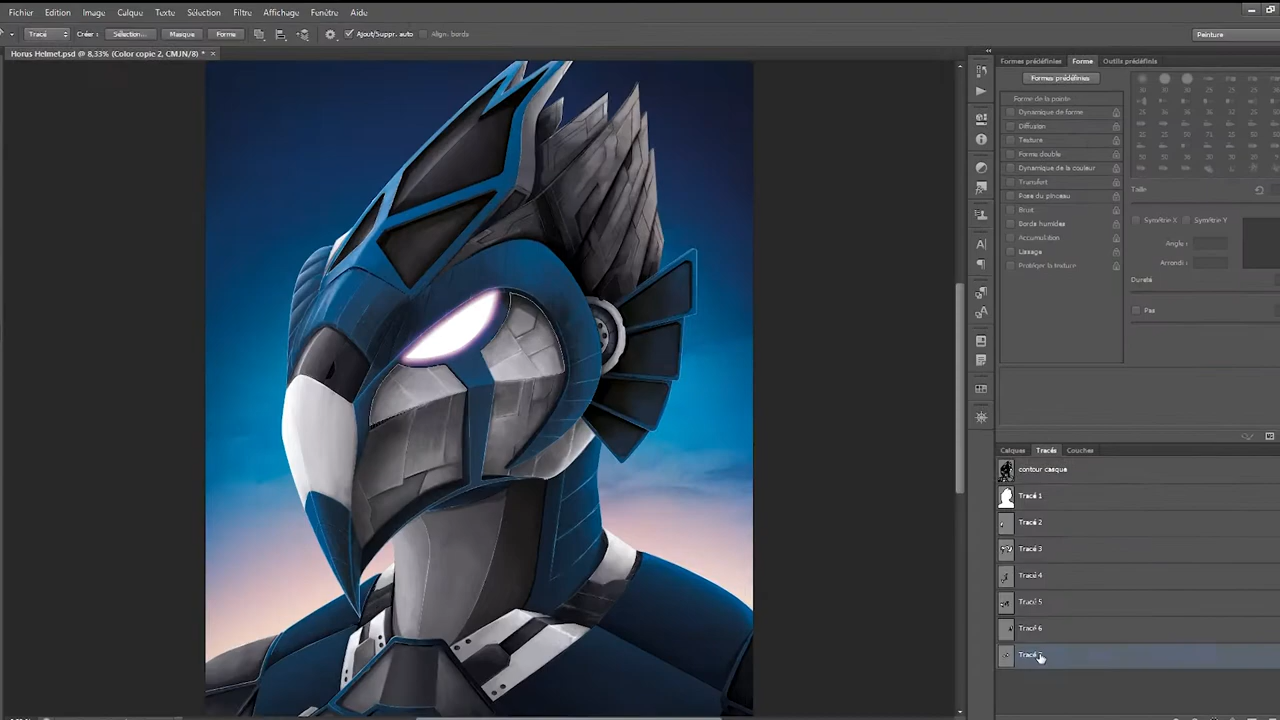 Fichier Edition Image Calque Texte Sélection Filtre Affichage Fenêtre Aide
Tracé Créer : Sélection... Masque Forme Ajout/Suppr. auto Align. bords Peinture
Horus Helmet.psd @ 8,33% (Color copie 2, CMJN/8) * ×
Formes prédéfinies Forme Outils prédéfinis
Formes prédéfinies
Forme de la pointe
Dynamique de forme
Diffusion
Texture
Forme double
Dynamique de la couleur
Transfert
Pose du pinceau
Bruit
Bords humides
Accumulation
Lissage
Protéger la texture
Taille
Symétrie X Symétrie Y
Angle :
Arrondi :
Dureté
Pas
Calques Tracés Couches
contour casque
Tracé 1
Tracé 2
Tracé 3
Tracé 4
Tracé 5
Tracé 6
Tracé